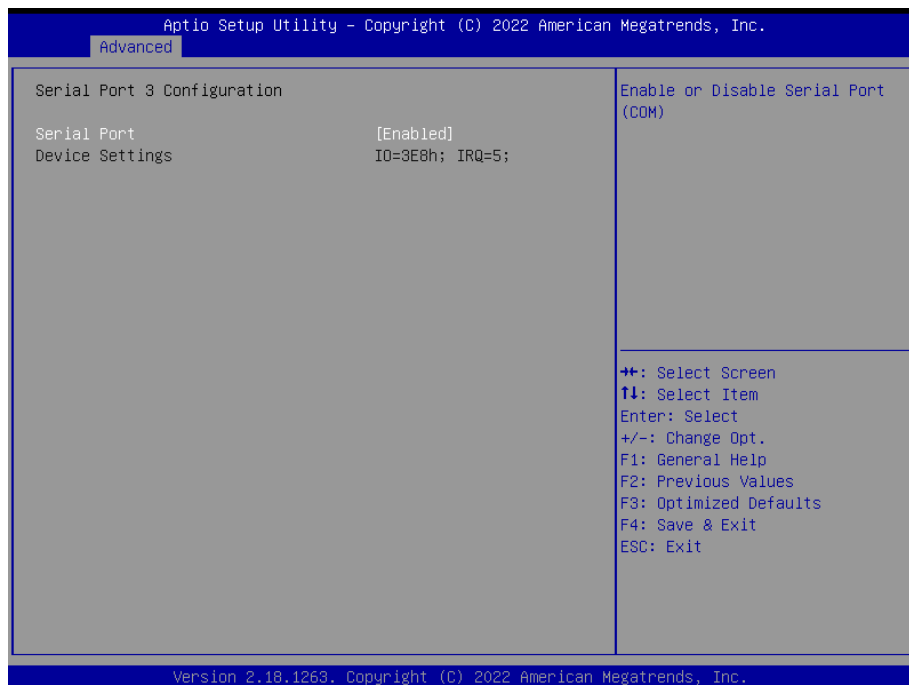 Aptio Setup Utility – Copyright (C) 2022 American Megatrends, Inc.
Advanced
Serial Port 3 Configuration
Serial Port [Enabled]
Device Settings IO=3E8h; IRQ=5;
Enable or Disable Serial Port
(COM)
→←: Select Screen
↑↓: Select Item
Enter: Select
+/-: Change Opt.
F1: General Help
F2: Previous Values
F3: Optimized Defaults
F4: Save & Exit
ESC: Exit
Version 2.18.1263. Copyright (C) 2022 American Megatrends, Inc.